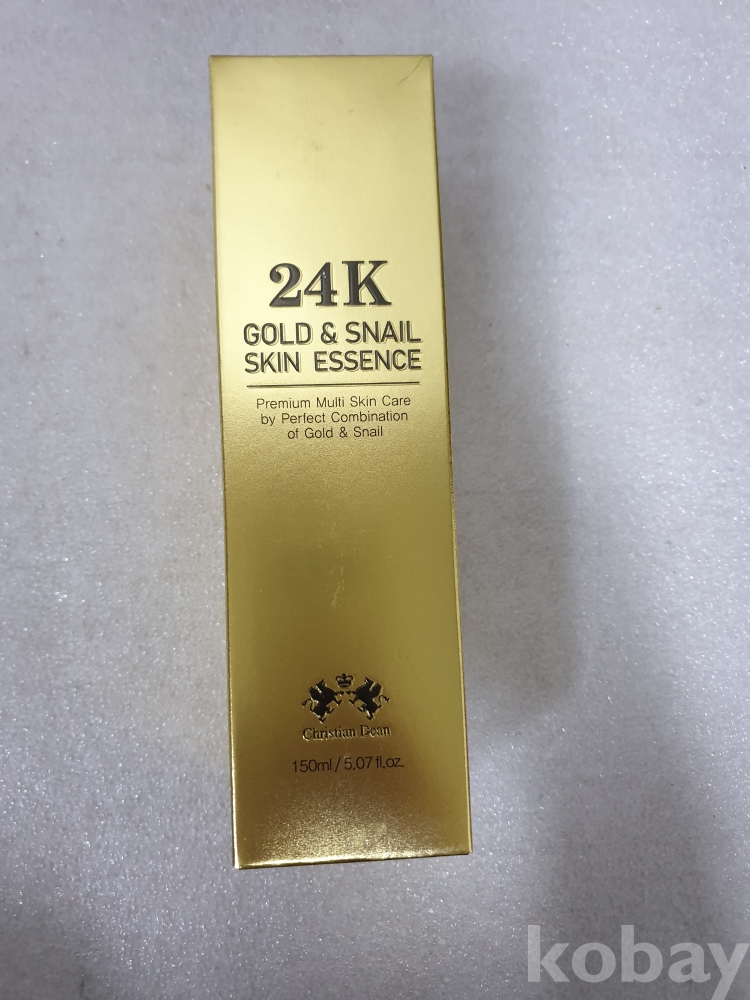 24K
GOLD & SNAIL
SKIN ESSENCE
Premium Multi Skin Care
by Perfect Combination
of Gold & Snail
Christian Dean
150ml / 5.07 fl.oz.
kobay